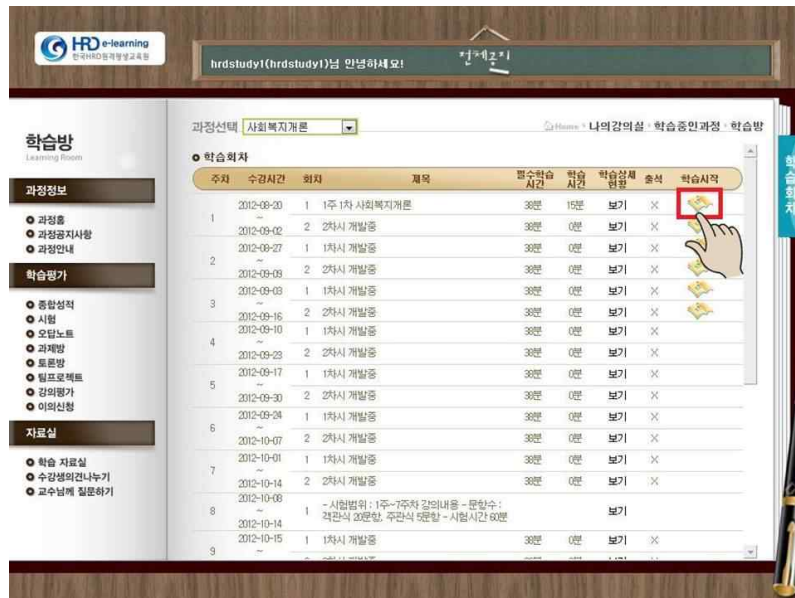 HRD e-learning
한국HRD원격평생교육원
hrdstudy1(hrdstudy1)님 안녕하세요!
전체공지
학습방
Learning Room
과정정보
과정홈
과정공지사항
과정안내
학습평가
종합성적
시험
오답노트
과제방
토론방
팀프로젝트
강의평가
이의신청
자료실
학습 자료실
수강생의견나누기
교수님께 질문하기
과정선택 사회복지개론
Home 나의강의실 학습중인과정 학습방
학습회차
학습회차
주차 수강시간 회차 제목 필수학습시간 학습시간 학습상세현황 출석 학습시작
1 2012-08-20 ~ 2012-09-02 1 1주 1차 사회복지개론 38분 15분 보기 X
2 2차시 개발중 38분 0분 보기 X
2 2012-08-27 ~ 2012-09-09 1 1차시 개발중 38분 0분 보기 X
2 2차시 개발중 38분 0분 보기 X
3 2012-09-03 ~ 2012-09-16 1 1차시 개발중 38분 0분 보기 X
2 2차시 개발중 38분 0분 보기 X
4 2012-09-10 ~ 2012-09-23 1 1차시 개발중 38분 0분 보기 X
2 2차시 개발중 38분 0분 보기 X
5 2012-09-17 ~ 2012-09-30 1 1차시 개발중 38분 0분 보기 X
2 2차시 개발중 38분 0분 보기 X
6 2012-09-24 ~ 2012-10-07 1 1차시 개발중 38분 0분 보기 X
2 2차시 개발중 38분 0분 보기 X
7 2012-10-01 ~ 2012-10-14 1 1차시 개발중 38분 0분 보기 X
2 2차시 개발중 38분 0분 보기 X
8 2012-10-08 ~ 2012-10-14 1 - 시험범위 : 1주~7주차 강의내용 - 문항수 :
객관식 20문항, 주관식 5문항 - 시험시간 60분 보기
9 2012-10-15 ~ 1 1차시 개발중 38분 0분 보기 X